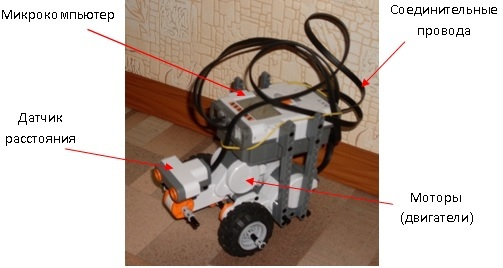 Микрокомпьютер
Соединительные
провода
Датчик
расстояния
Моторы
(двигатели)